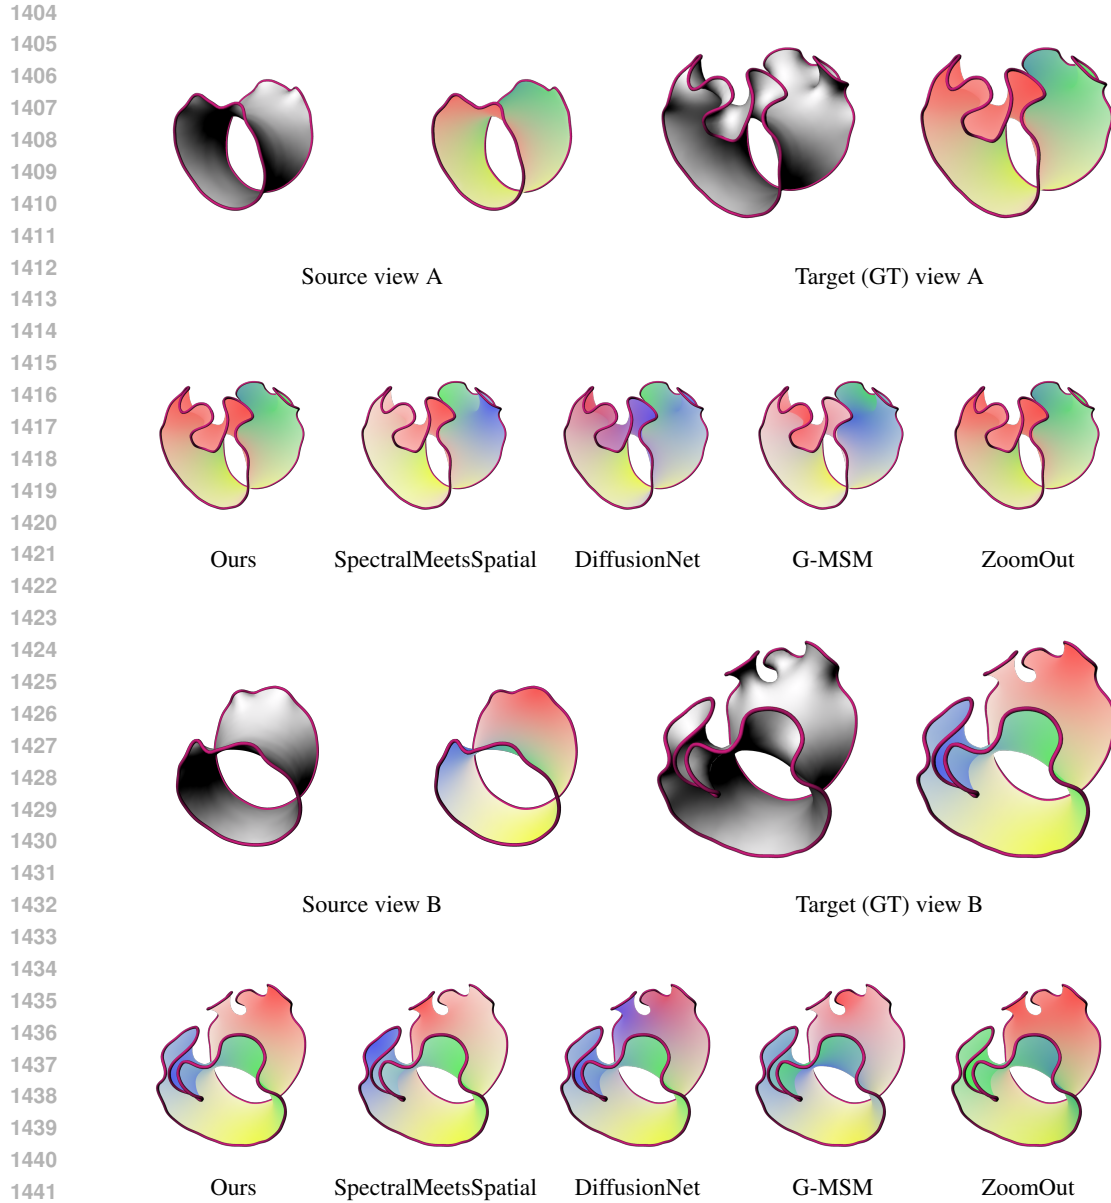 1404
1405
1406
1407
1408
1409
1410
1411
1412
Source view A
Target (GT) view A
1413
1414
1415
1416
1417
1418
1419
1420
1421
Ours
SpectralMeetsSpatial
DiffusionNet
G-MSM
ZoomOut
1422
1423
1424
1425
1426
1427
1428
1429
1430
1431
1432
Source view B
Target (GT) view B
1433
1434
1435
1436
1437
1438
1439
1440
1441
Ours
SpectralMeetsSpatial
DiffusionNet
G-MSM
ZoomOut